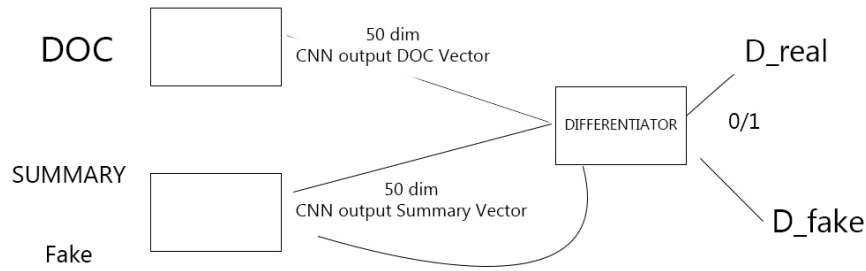 DOC
50 dim
CNN output DOC Vector
D_real
DIFFERENTIATOR
0/1
SUMMARY
50 dim
CNN output Summary Vector
D_fake
Fake